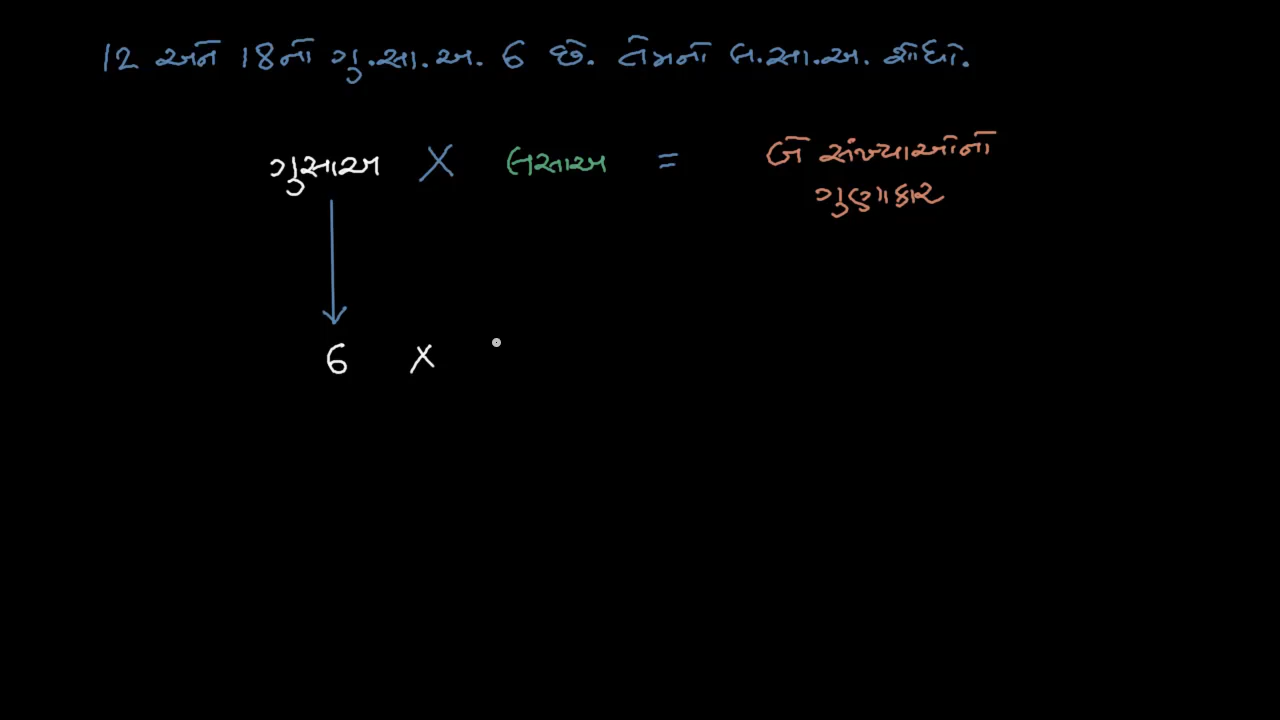 12 અને 18નો ગુ.સા.અ. 6 છે. તેમનો લ.સા.અ. શોધો.
ગુસાઅ X લસાઅ = બે સંખ્યાઓનો
ગુણાકાર
6 X